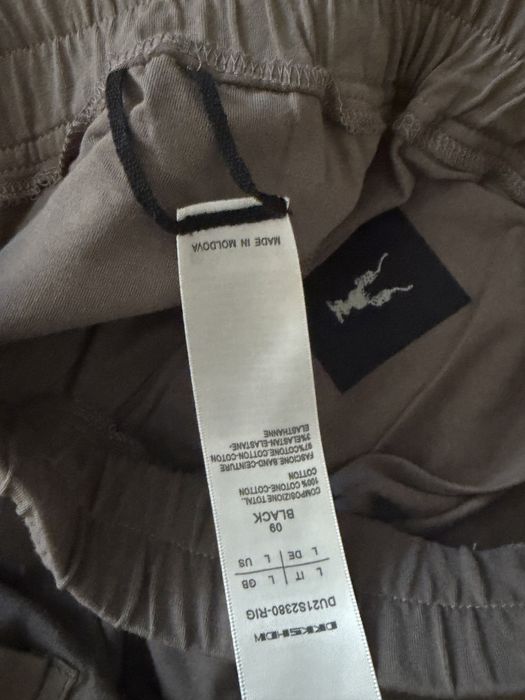 DRKSHDW
DU21S2380-RIG
L IT | L GB
L DE | L US
BLACK 09
COMPOSIZIONE TOTAL
100% COTONE-COTTON-
COTTON
FASCIONE BAND-CEINTURE
97%COTONE:COTTON-COTON
3%ELASTAN-ELASTANE-
ELASTHANNE
MADE IN MOLDOVA